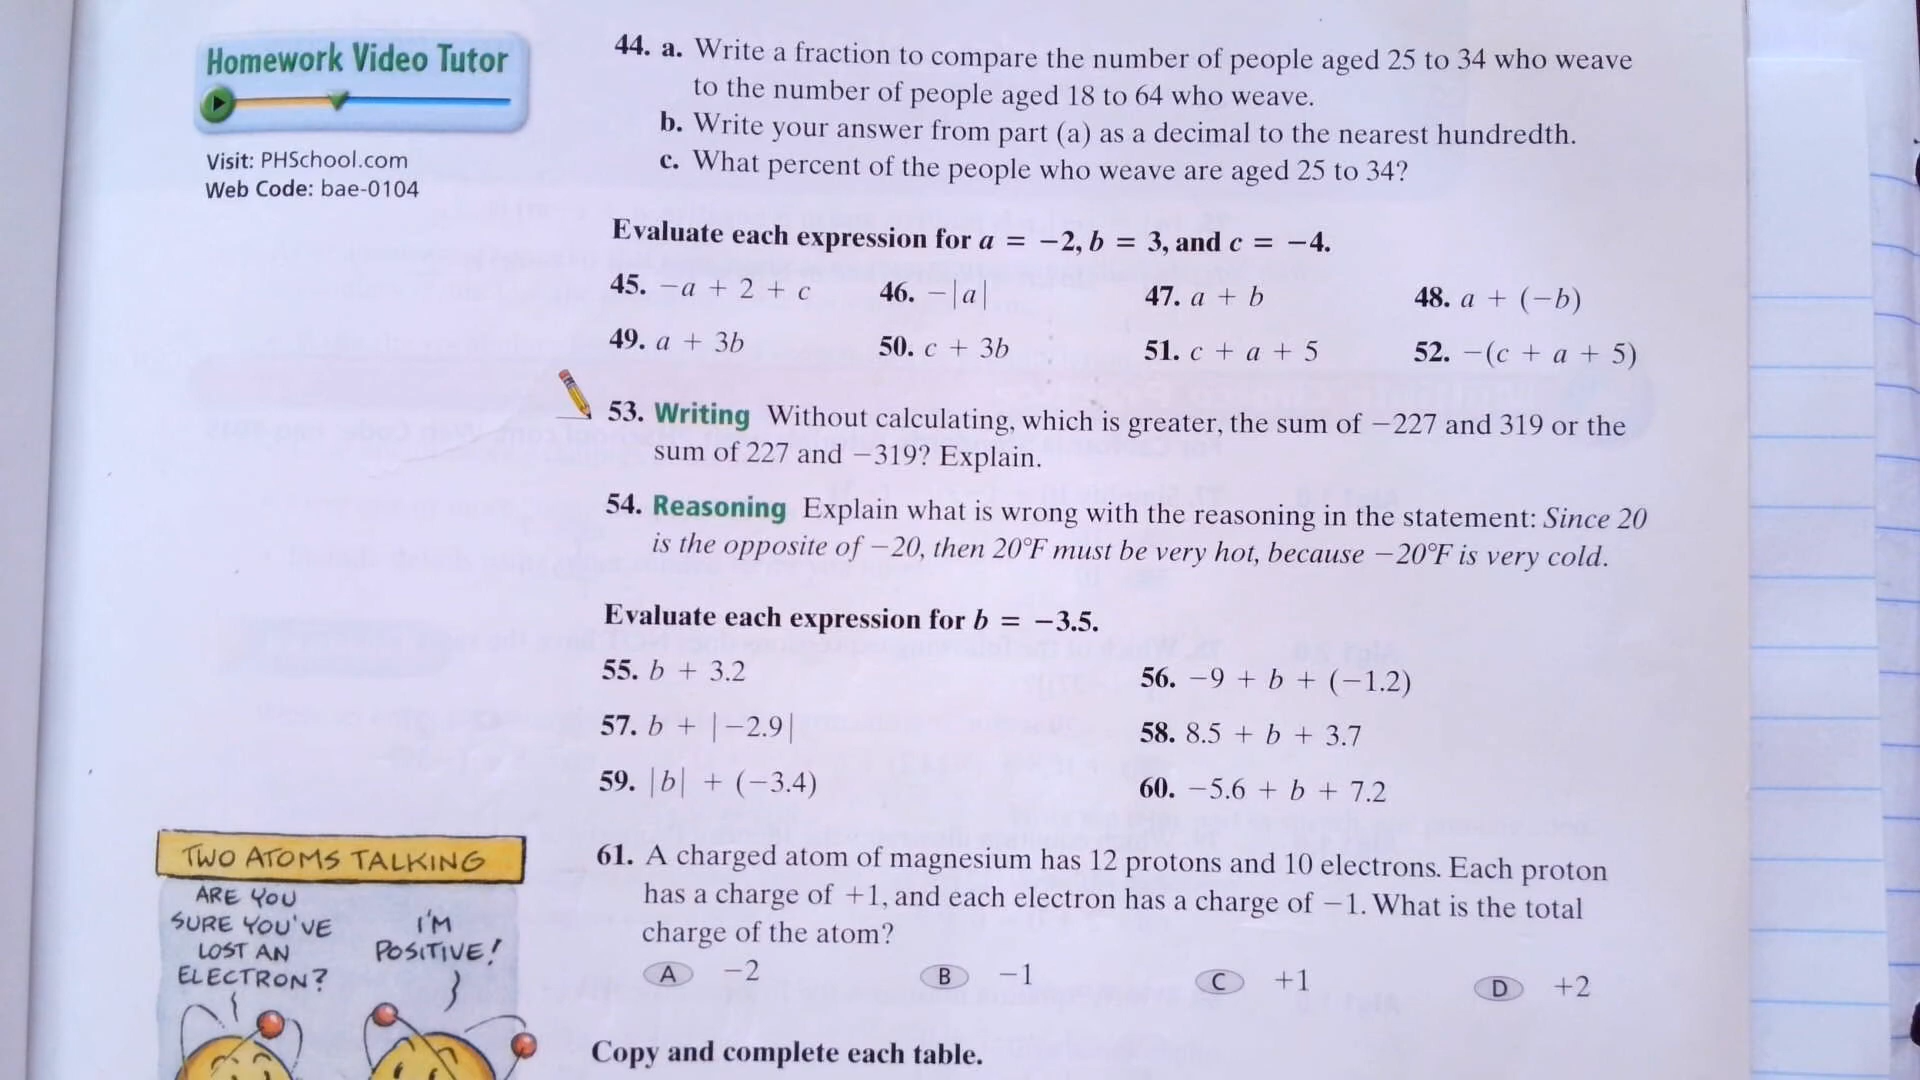 Homework Video Tutor
Visit: PHSchool.com
Web Code: bae-0104
44. a. Write a fraction to compare the number of people aged 25 to 34 who weave
to the number of people aged 18 to 64 who weave.
b. Write your answer from part (a) as a decimal to the nearest hundredth.
c. What percent of the people who weave are aged 25 to 34?
Evaluate each expression for a = −2, b = 3, and c = −4.
45. −a + 2 + c 46. −|a| 47. a + b 48. a + (−b)
49. a + 3b 50. c + 3b 51. c + a + 5 52. −(c + a + 5)
53. Writing Without calculating, which is greater, the sum of −227 and 319 or the
sum of 227 and −319? Explain.
54. Reasoning Explain what is wrong with the reasoning in the statement: Since 20
is the opposite of −20, then 20°F must be very hot, because −20°F is very cold.
Evaluate each expression for b = −3.5.
55. b + 3.2 56. −9 + b + (−1.2)
57. b + |−2.9| 58. 8.5 + b + 3.7
59. |b| + (−3.4) 60. −5.6 + b + 7.2
61. A charged atom of magnesium has 12 protons and 10 electrons. Each proton
has a charge of +1, and each electron has a charge of −1. What is the total
charge of the atom?
A −2 B −1 C +1 D +2
Copy and complete each table.
TWO ATOMS TALKING
ARE YOU
SURE YOU'VE
LOST AN
ELECTRON?
I'M
POSITIVE!